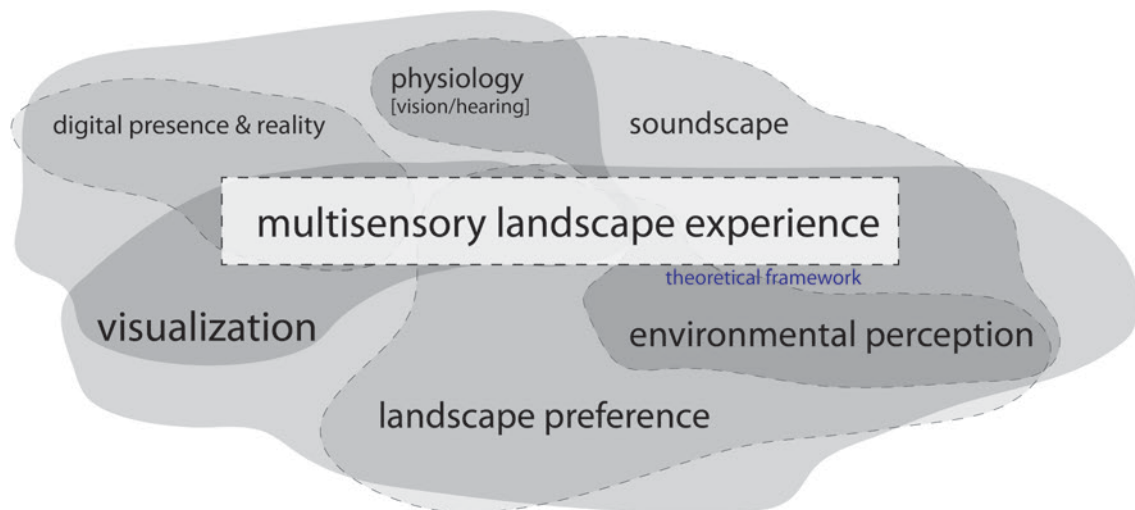 physiology
[vision/hearing]
digital presence & reality
soundscape
multisensory landscape experience
theoretical framework
visualization
environmental perception
landscape preference